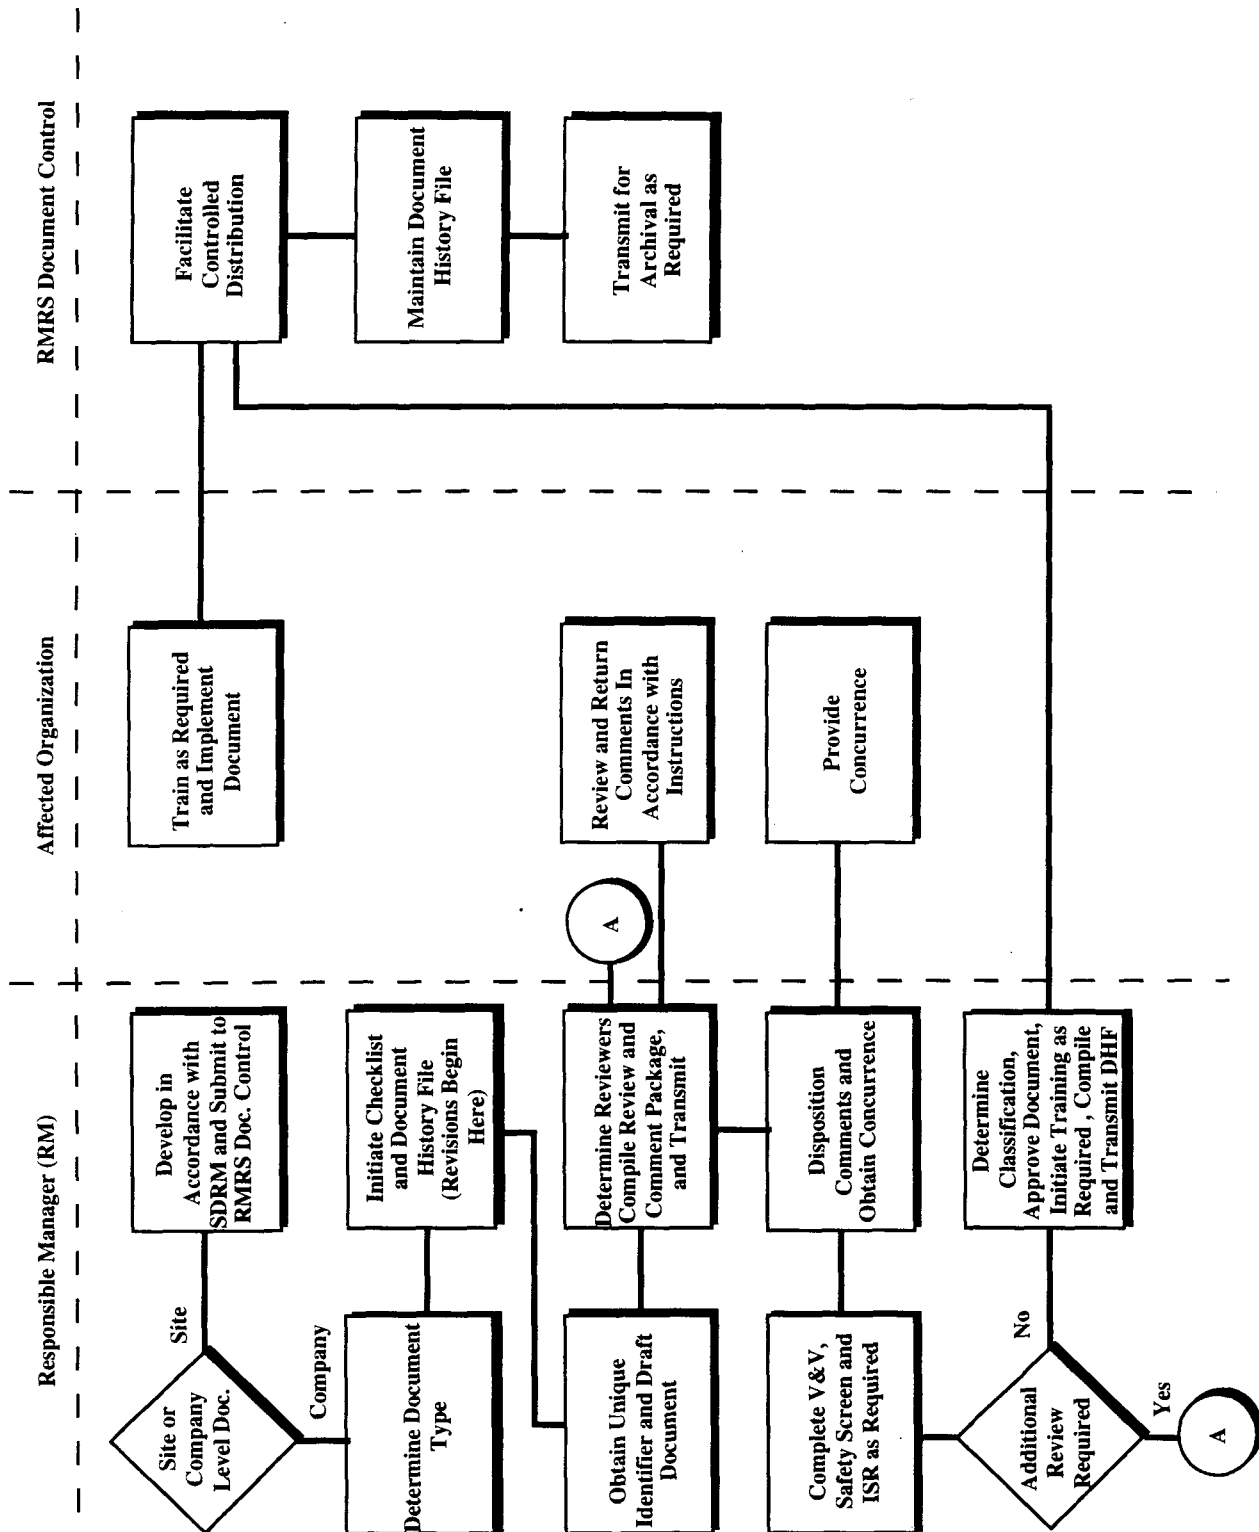 Responsible Manager (RM)
Affected Organization
RMRS Document Control
Site or
Company
Level Doc.
Site
Company
Develop in
Accordance with
SDRM and Submit to
RMRS Doc. Control
Train as Required
and Implement
Document
Facilitate
Controlled
Distribution
Determine Document
Type
Initiate Checklist
and Document
History File
(Revisions Begin
Here)
Maintain Document
History File
Obtain Unique
Identifier and Draft
Document
Determine Reviewers
Compile Review and
Comment Package,
and Transmit
A
Review and Return
Comments In
Accordance with
Instructions
Transmit for
Archival as
Required
Complete V&V,
Safety Screen and
ISR as Required
Disposition
Comments and
Obtain Concurrence
Provide
Concurrence
Additional
Review
Required
No
Yes
A
Determine
Classification,
Approve Document,
Initiate Training as
Required , Compile
and Transmit DHF